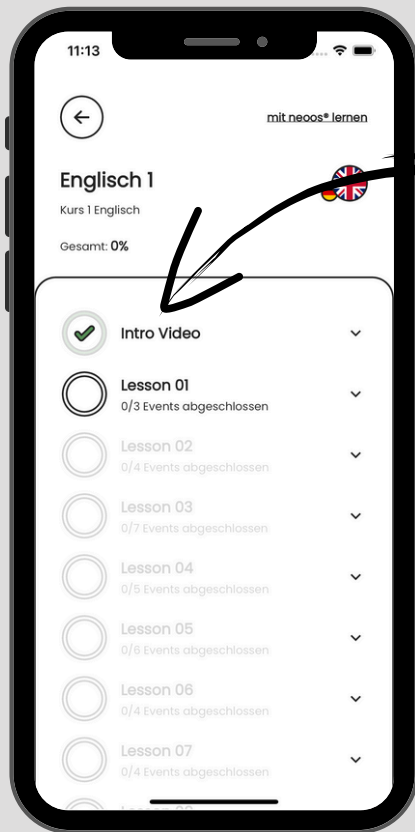 11:13
mit neoos® lernen
Englisch 1
Kurs 1 Englisch
Gesamt: 0%
Intro Video
Lesson 01
0/3 Events abgeschlossen
Lesson 02
0/4 Events abgeschlossen
Lesson 03
0/7 Events abgeschlossen
Lesson 04
0/5 Events abgeschlossen
Lesson 05
0/6 Events abgeschlossen
Lesson 06
0/4 Events abgeschlossen
Lesson 07
0/4 Events abgeschlossen